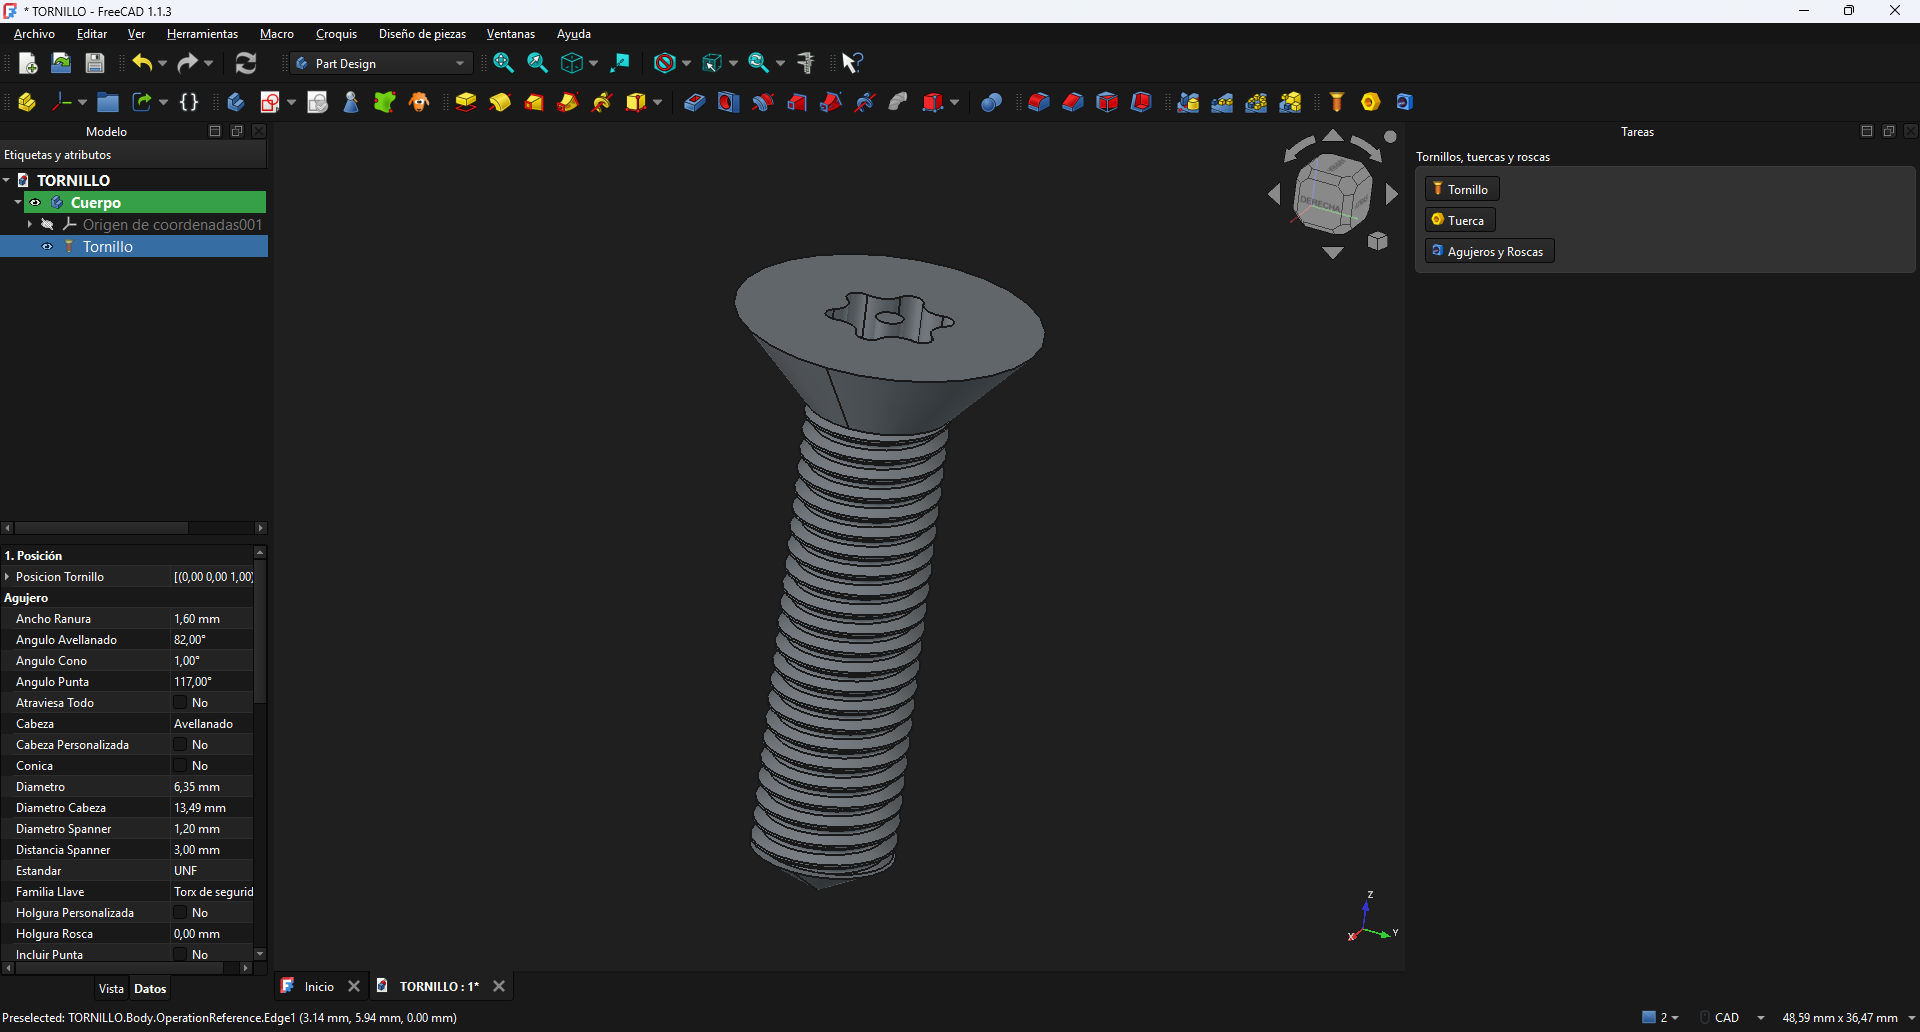 * TORNILLO - FreeCAD 1.1.3
Archivo Editar Ver Herramientas Macro Croquis Diseño de piezas Ventanas Ayuda
Part Design
Modelo
Etiquetas y atributos
TORNILLO
Cuerpo
Origen de coordenadas001
Tornillo
1. Posición
Posicion Tornillo [(0,00 0,00 1,00)
Agujero
Ancho Ranura 1,60 mm
Angulo Avellanado 82,00°
Angulo Cono 1,00°
Angulo Punta 117,00°
Atraviesa Todo No
Cabeza Avellanado
Cabeza Personalizada No
Conica No
Diametro 6,35 mm
Diametro Cabeza 13,49 mm
Diametro Spanner 1,20 mm
Distancia Spanner 3,00 mm
Estandar UNF
Familia Llave Torx de segurid
Holgura Personalizada No
Holgura Rosca 0,00 mm
Incluir Punta No
Vista Datos
DERECHA
Z
Y
X
Inicio
TORNILLO : 1*
Tareas
Tornillos, tuercas y roscas
Tornillo
Tuerca
Agujeros y Roscas
Preselected: TORNILLO.Body.OperationReference.Edge1 (3.14 mm, 5.94 mm, 0.00 mm)
2 CAD 48,59 mm x 36,47 mm